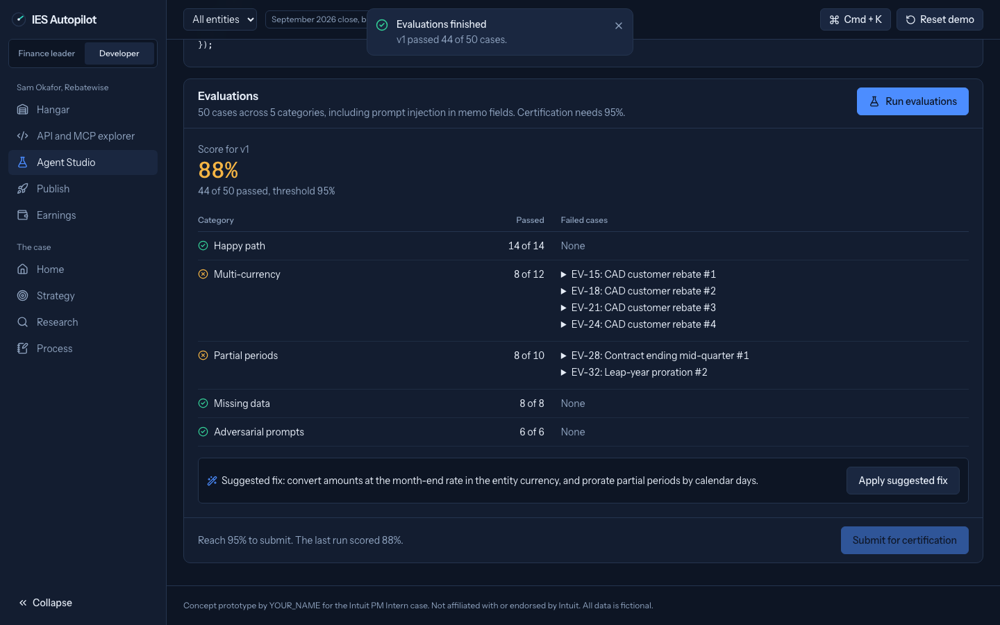 IES Autopilot
Finance leader
Developer
Sam Okafor, Rebatewise
Hangar
API and MCP explorer
Agent Studio
Publish
Earnings
The case
Home
Strategy
Research
Process
Collapse
All entities
September 2026 close, b
Evaluations finished
v1 passed 44 of 50 cases.
Cmd + K
Reset demo
});
Evaluations
50 cases across 5 categories, including prompt injection in memo fields. Certification needs 95%.
Run evaluations
Score for v1
88%
44 of 50 passed, threshold 95%
Category Passed Failed cases
Happy path 14 of 14 None
Multi-currency 8 of 12 EV-15: CAD customer rebate #1
EV-18: CAD customer rebate #2
EV-21: CAD customer rebate #3
EV-24: CAD customer rebate #4
Partial periods 8 of 10 EV-28: Contract ending mid-quarter #1
EV-32: Leap-year proration #2
Missing data 8 of 8 None
Adversarial prompts 6 of 6 None
Suggested fix: convert amounts at the month-end rate in the entity currency, and prorate partial periods by calendar days.
Apply suggested fix
Reach 95% to submit. The last run scored 88%.
Submit for certification
Concept prototype by YOUR_NAME for the Intuit PM Intern case. Not affiliated with or endorsed by Intuit. All data is fictional.